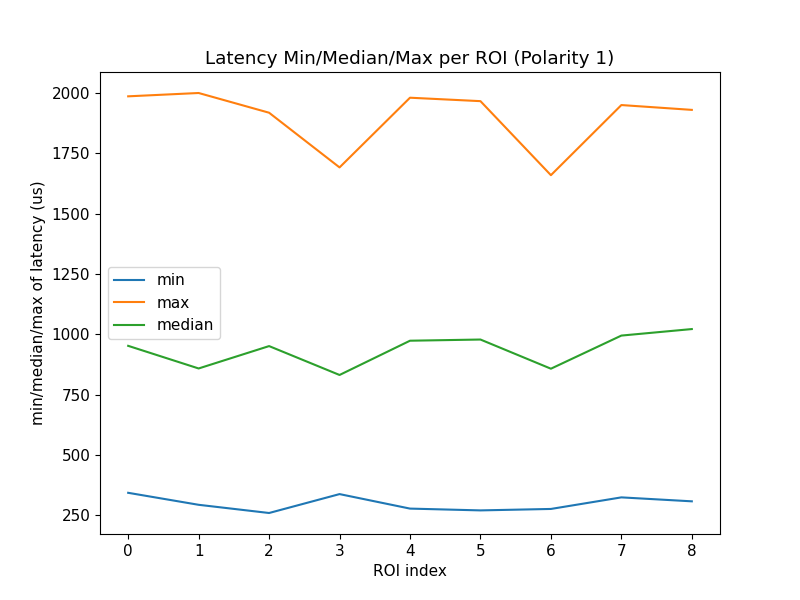 Latency Min/Median/Max per ROI (Polarity 1)
min/median/max of latency (us)
2000
1750
1500
1250
1000
750
500
250
min
max
median
0 1 2 3 4 5 6 7 8
ROI index